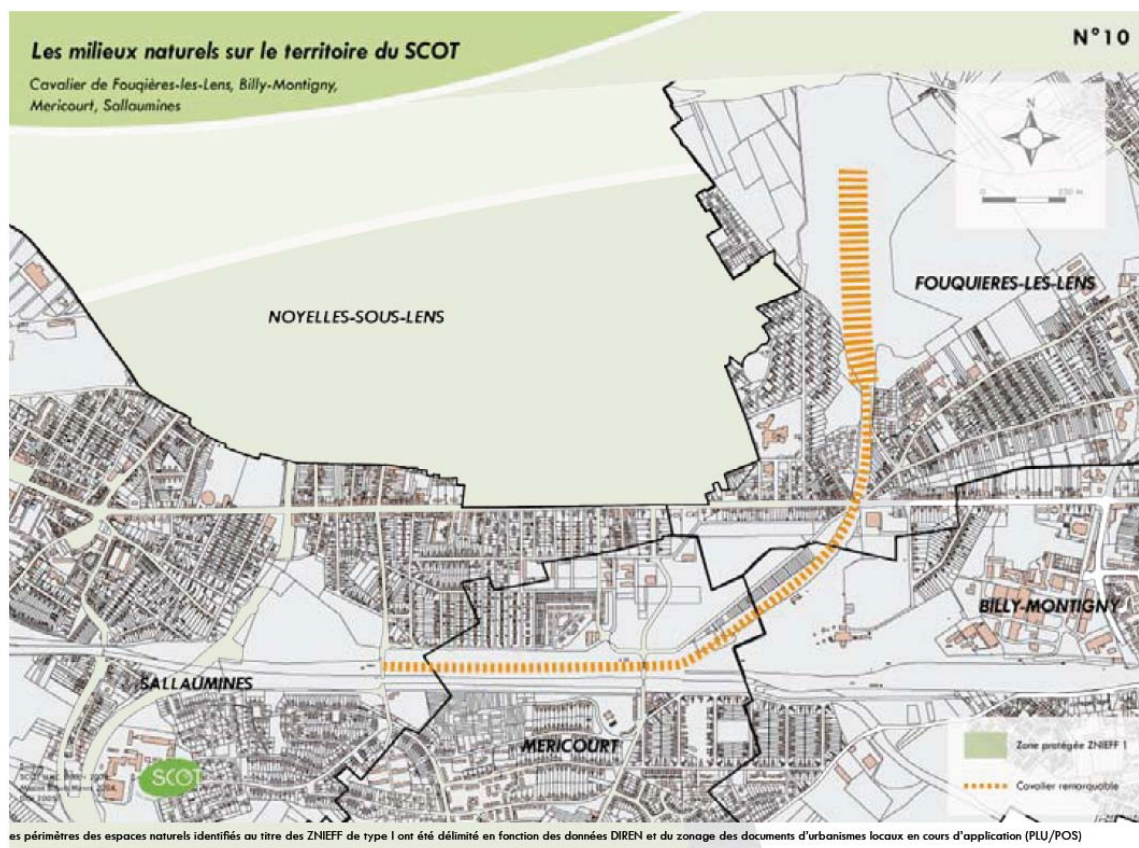 Les milieux naturels sur le territoire du SCOT
N°10
Cavalier de Fouqières-les-Lens, Billy-Montigny,
Mericourt, Sallaumines
N
0 250 m
FOUQUIERES-LES-LENS
NOYELLES-SOUS-LENS
BILLY-MONTIGNY
SALLAUMINES
MERICOURT
Zone protégée ZNIEFF 1
Cavalier remarquable
SCOT
es périmètres des espaces naturels identifiés au titre des ZNIEFF de type I ont été délimité en fonction des données DIREN et du zonage des documents d'urbanismes locaux en cours d'application (PLU/POS)